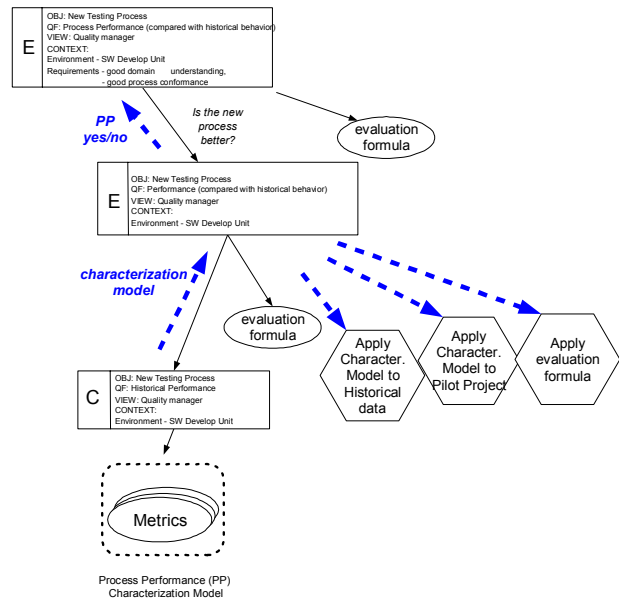 E
OBJ: New Testing Process
QF: Process Performance (compared with historical behavior)
VIEW: Quality manager
CONTEXT:
Environment - SW Develop Unit
Requirements - good domain understanding,
- good process conformance
PP
yes/no
Is the new
process
better?
evaluation
formula
E
OBJ: New Testing Process
QF: Performance (compared with historical behavior)
VIEW: Quality manager
CONTEXT:
Environment - SW Develop Unit
characterization
model
evaluation
formula
Apply
Character.
Model to
Historical
data
Apply
Character.
Model to
Pilot Project
Apply
evaluation
formula
C
OBJ: New Testing Process
QF: Historical Performance
VIEW: Quality manager
CONTEXT:
Environment - SW Develop Unit
Metrics
Process Performance (PP)
Characterization Model